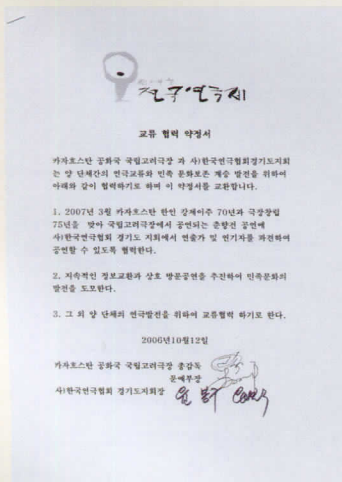 전국연극제
교류 협력 약정서
카자흐스탄 공화국 국립고려극장 과 사)한국연극협회경기도지회
는 양 단체간의 연극교류와 민족 문화보존 계승 발전을 위하여
아래와 같이 협력하기로 하며 이 약정서를 교환합니다.
1. 2007년 3월 카자흐스탄 한인 강제이주 70년과 극장창립
75년을 맞아 국립고려극장에서 공연되는 춘향전 공연에
사)한국연극협회 경기도 지회에서 연출가 및 연기자를 파견하여
공연할 수 있도록 협력한다.
2. 지속적인 정보교환과 상호 방문공연을 추진하여 민족문화의
발전을 도모한다.
3. 그 외 양 단체의 연극발전을 위하여 교류협력 하기로 한다.
2006년10월12일
카자흐스탄 공화국 국립고려극장 총감독
문예부장
사)한국연극협회 경기도지회장